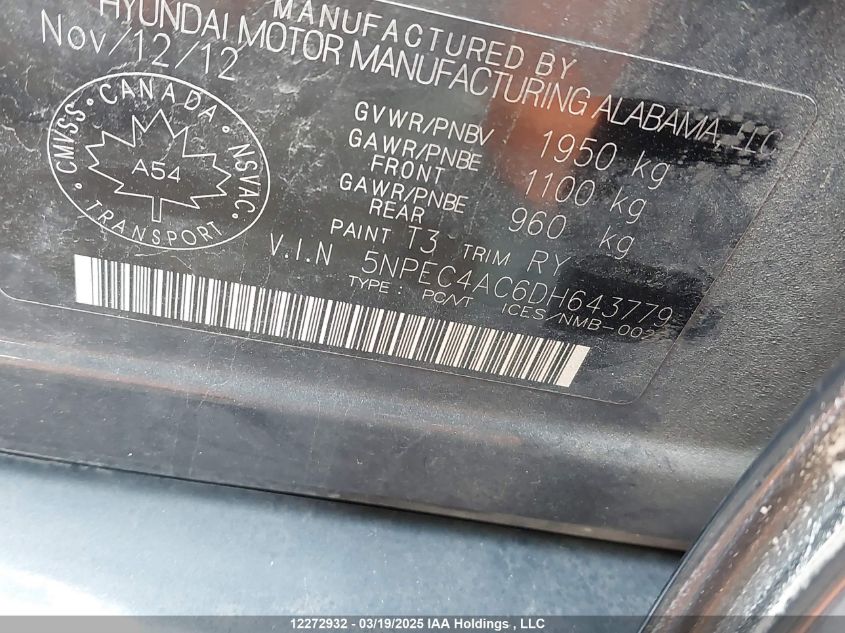 MANUFACTURED BY
HYUNDAI MOTOR MANUFACTURING ALABAMA, LLC
Nov/12/12
CMVSS • CANADA • NSVAC • TRANSPORT
A54
GVWR/PNBV 1950 kg
GAWR/PNBE FRONT 1100 kg
GAWR/PNBE REAR 960 kg
PAINT T3 TRIM RY
V.I.N 5NPEC4AC6DH643779
TYPE: PC/VT ICES/NMB-002
12272932 - 03/19/2025 IAA Holdings , LLC